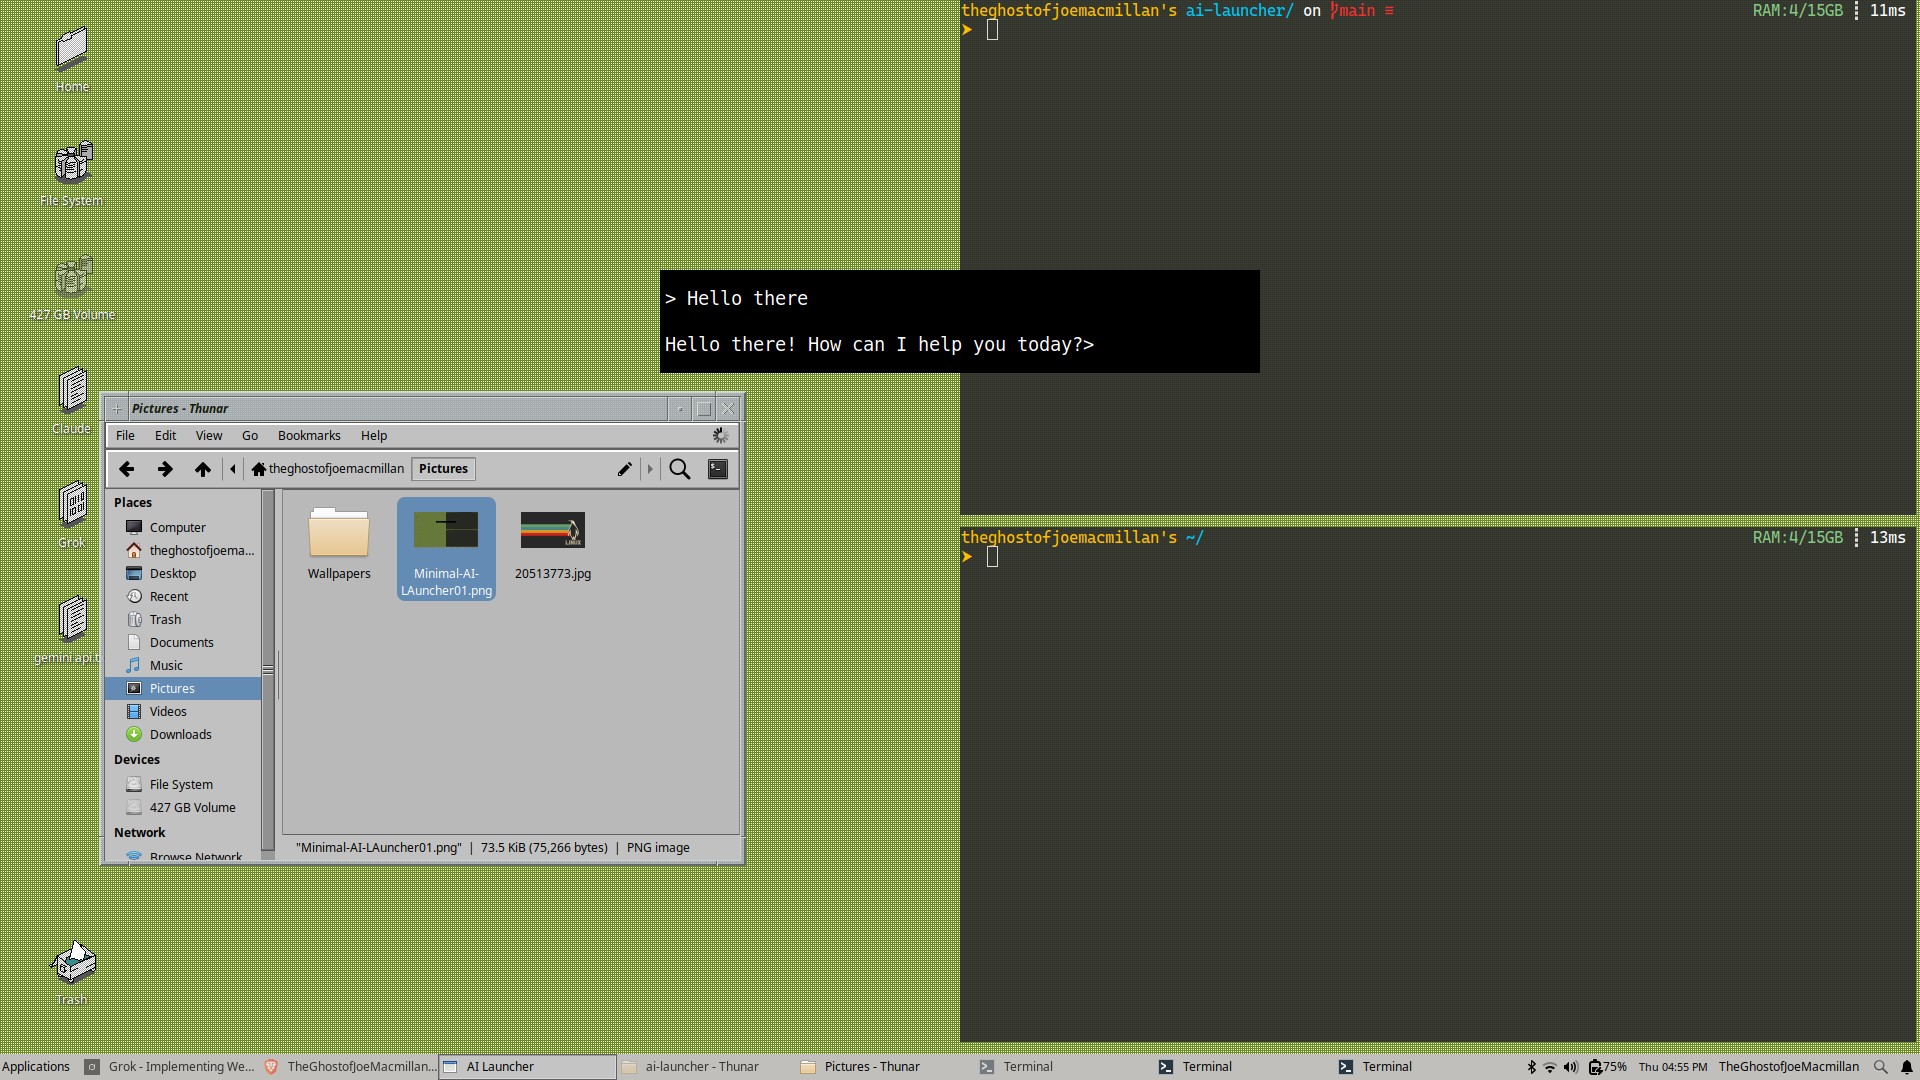 theghostofjoemacmillan's ai-launcher/ on main ≡
RAM:4/15GB ┊ 11ms
➤
Home
File System
427 GB Volume
Claude
Grok
gemini api.t
Trash
> Hello there
Hello there! How can I help you today?>
Pictures - Thunar
File Edit View Go Bookmarks Help
theghostofjoemacmillan Pictures
Places
Computer
theghostofjoema...
Desktop
Recent
Trash
Documents
Music
Pictures
Videos
Downloads
Devices
File System
427 GB Volume
Network
Browse Network
Wallpapers
Minimal-AI-
LAuncher01.png
20513773.jpg
"Minimal-AI-LAuncher01.png" | 73.5 KiB (75,266 bytes) | PNG image
theghostofjoemacmillan's ~/
RAM:4/15GB ┊ 13ms
➤
Applications
Grok - Implementing We...
TheGhostofJoeMacmillan...
AI Launcher
ai-launcher - Thunar
Pictures - Thunar
Terminal
Terminal
Terminal
75%
Thu 04:55 PM
TheGhostofJoeMacmillan